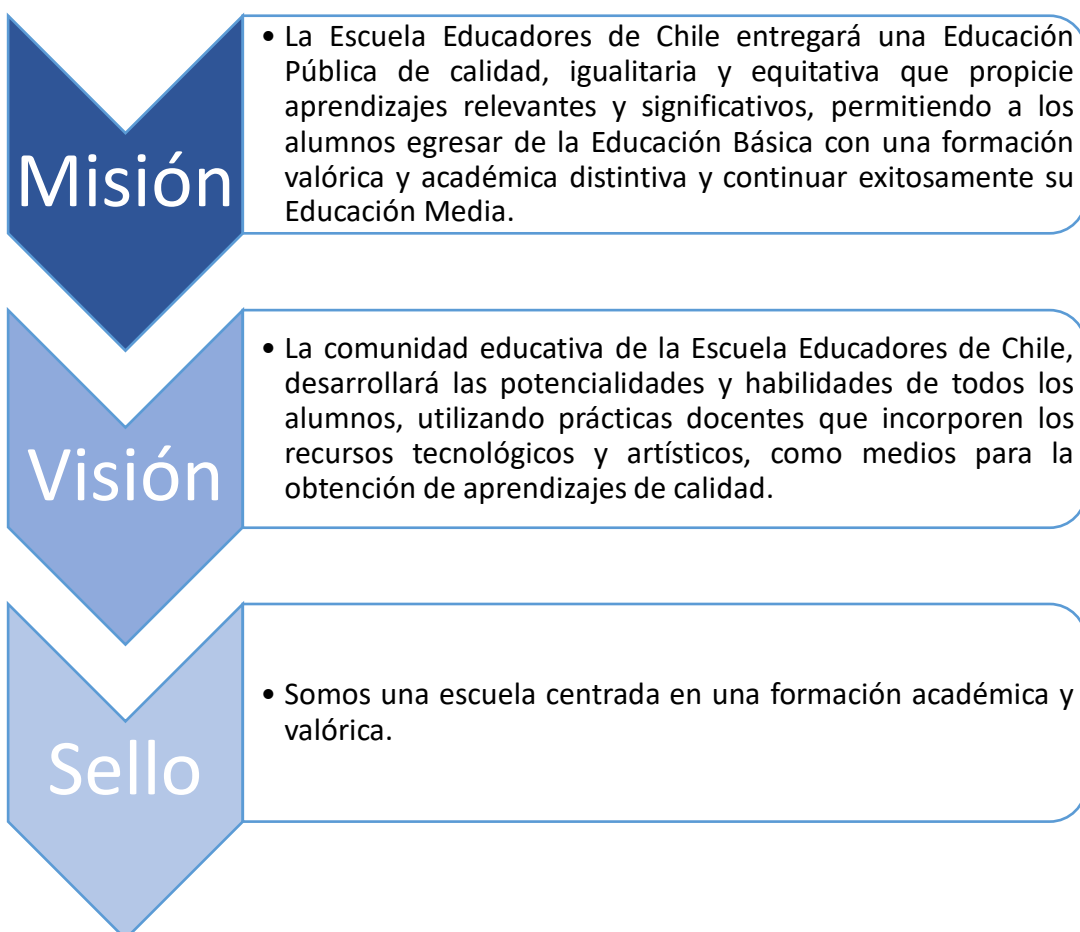 Misión
• La Escuela Educadores de Chile entregará una Educación
Pública de calidad, igualitaria y equitativa que propicie
aprendizajes relevantes y significativos, permitiendo a los
alumnos egresar de la Educación Básica con una formación
valórica y académica distintiva y continuar exitosamente su
Educación Media.
Visión
• La comunidad educativa de la Escuela Educadores de Chile,
desarrollará las potencialidades y habilidades de todos los
alumnos, utilizando prácticas docentes que incorporen los
recursos tecnológicos y artísticos, como medios para la
obtención de aprendizajes de calidad.
Sello
• Somos una escuela centrada en una formación académica y
valórica.